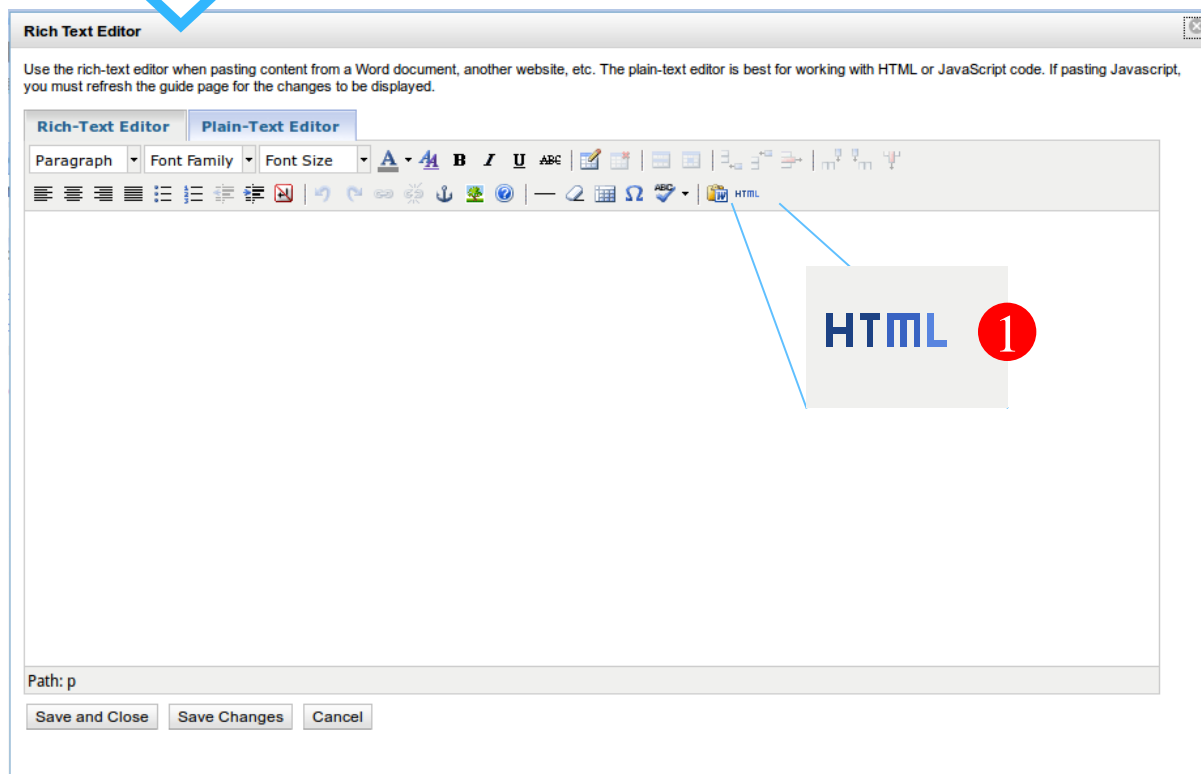 Rich Text Editor
Use the rich-text editor when pasting content from a Word document, another website, etc. The plain-text editor is best for working with HTML or JavaScript code. If pasting Javascript,
you must refresh the guide page for the changes to be displayed.
Rich-Text Editor Plain-Text Editor
Paragraph Font Family Font Size A AA B I U ABC
ABC HTML
HTML 1
Path: p
Save and Close Save Changes Cancel